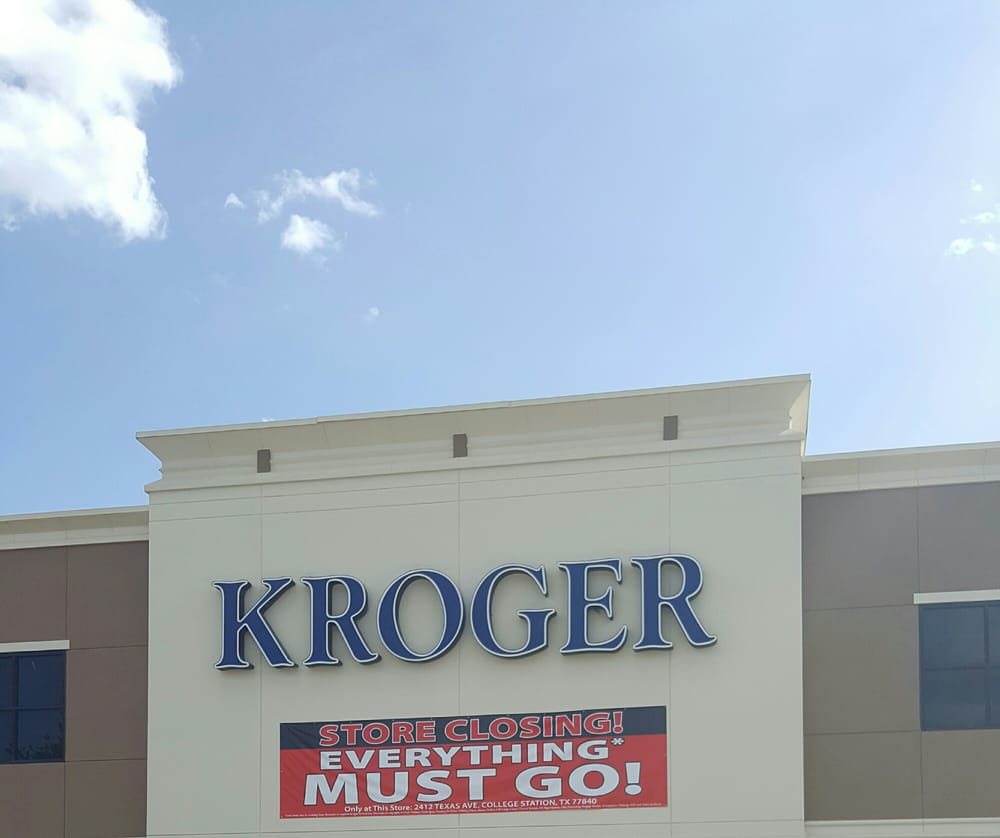 KROGER
STORE CLOSING!
EVERYTHING*
MUST GO!
Only at This Store: 2412 TEXAS AVE, COLLEGE STATION, TX 77840